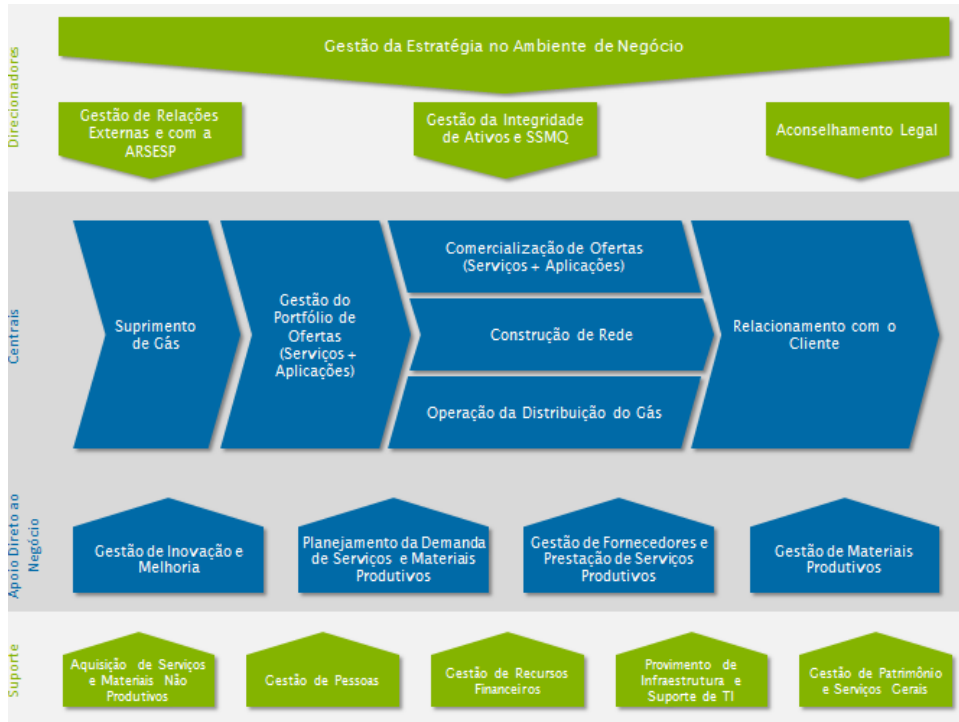 Direcionadores
Gestão da Estratégia no Ambiente de Negócio
Gestão de Relações
Externas e com a
ARSESP
Gestão da Integridade
de Ativos e SSMQ
Aconselhamento Legal
Centrais
Suprimento
de Gás
Gestão do
Portfólio de
Ofertas
(Serviços +
Aplicações)
Comercialização de Ofertas
(Serviços + Aplicações)
Construção de Rede
Operação da Distribuição do Gás
Relacionamento com o
Cliente
Apoio Direto ao
Negócio
Gestão de Inovação e
Melhoria
Planejamento da Demanda
de Serviços e Materiais
Produtivos
Gestão de Fornecedores e
Prestação de Serviços
Produtivos
Gestão de Materiais
Produtivos
Suporte
Aquisição de Serviços
e Materiais Não
Produtivos
Gestão de Pessoas
Gestão de Recursos
Financeiros
Provimento de
Infraestrutura e
Suporte de TI
Gestão de Patrimônio
e Serviços Gerais